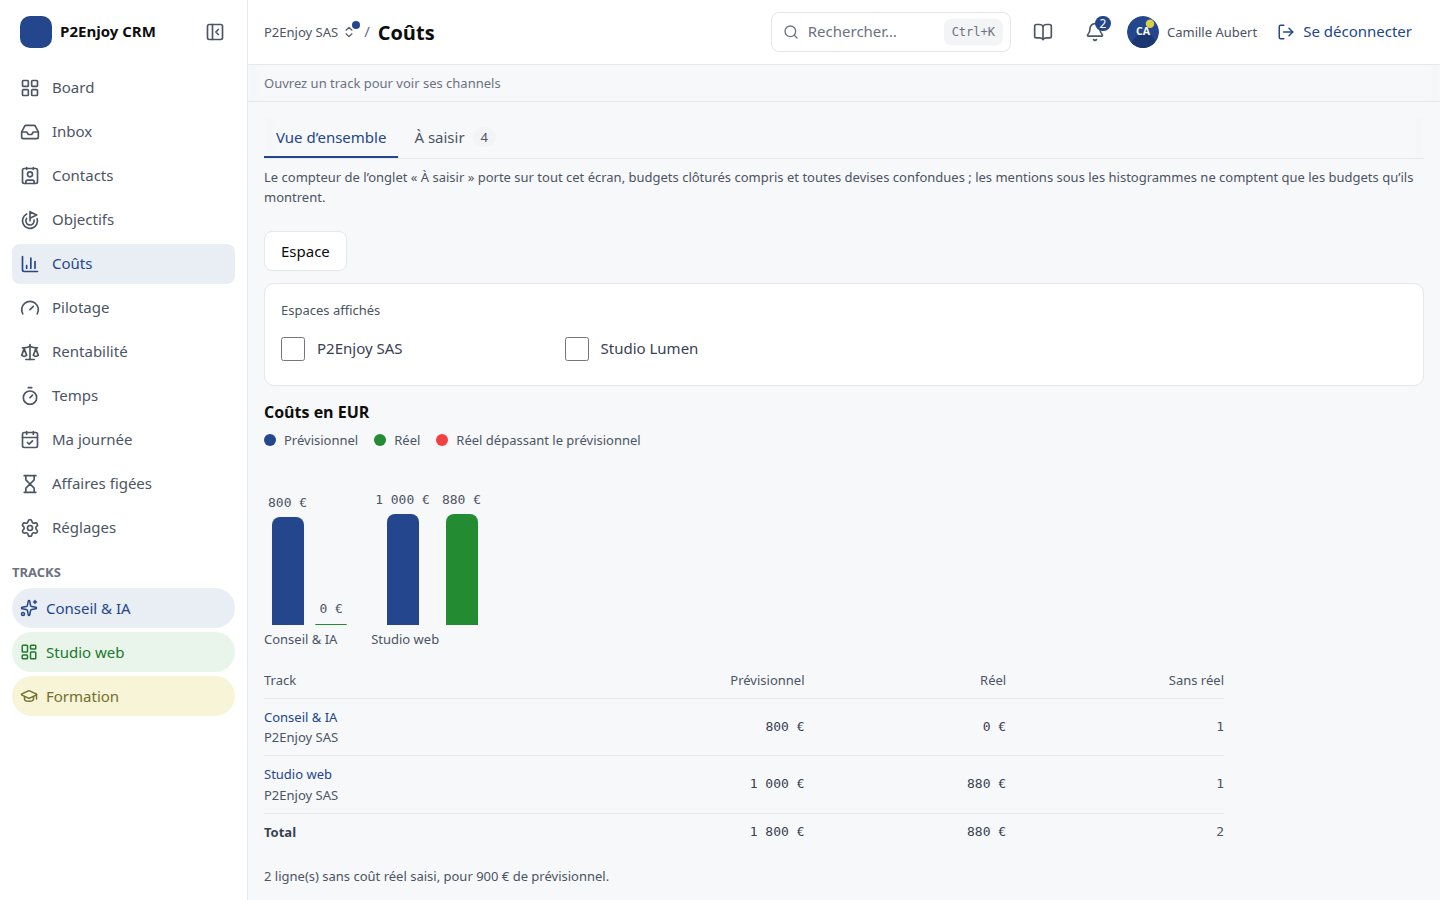 P2Enjoy CRM
P2Enjoy SAS / Coûts
Rechercher...
Ctrl+K
2
CA
Camille Aubert
Se déconnecter
Board
Inbox
Contacts
Objectifs
Coûts
Pilotage
Rentabilité
Temps
Ma journée
Affaires figées
Réglages
TRACKS
Conseil & IA
Studio web
Formation
Ouvrez un track pour voir ses channels
Vue d'ensemble
À saisir 4
Le compteur de l'onglet « À saisir » porte sur tout cet écran, budgets clôturés compris et toutes devises confondues ; les mentions sous les histogrammes ne comptent que les budgets qu'ils
montrent.
Espace
Espaces affichés
P2Enjoy SAS
Studio Lumen
Coûts en EUR
Prévisionnel
Réel
Réel dépassant le prévisionnel
800 €
0 €
1 000 €
880 €
Conseil & IA
Studio web
Track Prévisionnel Réel Sans réel
Conseil & IA
P2Enjoy SAS
800 € 0 € 1
Studio web
P2Enjoy SAS
1 000 € 880 € 1
Total 1 800 € 880 € 2
2 ligne(s) sans coût réel saisi, pour 900 € de prévisionnel.